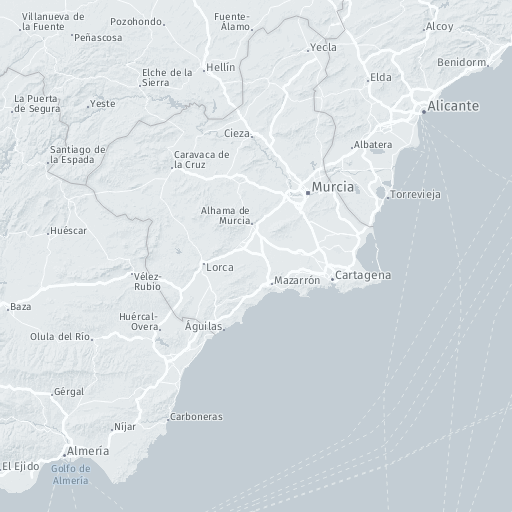 Villanueva de
la Fuente
Pozohondo
Fuente-
Álamo
Alcoy
Peñascosa
Yecla
Benidorm
Hellín
Elche de la
Sierra
Elda
La Puerta
de Segura
Yeste
Alicante
Cieza
Santiago de
la Espada
Caravaca de
la Cruz
Albatera
Murcia
Torrevieja
Alhama de
Murcia
Huéscar
Lorca
Vélez-
Rubio
Mazarrón
Cartagena
Baza
Huércal-
Overa
Águilas
Olula del Río
Gérgal
Carboneras
Níjar
Almería
El Ejido
Golfo de
Almería